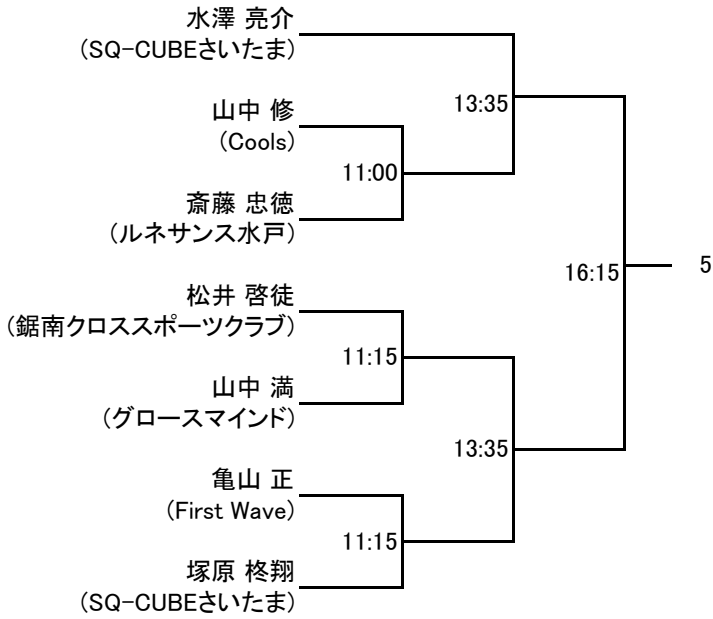 水澤 亮介
(SQ-CUBEさいたま)
13:35
山中 修
(Cools)
11:00
斎藤 忠徳
(ルネサンス水戸)
16:15
5
松井 啓徒
(鋸南クロススポーツクラブ)
11:15
山中 満
(グロースマインド)
13:35
亀山 正
(First Wave)
11:15
塚原 柊翔
(SQ-CUBEさいたま)